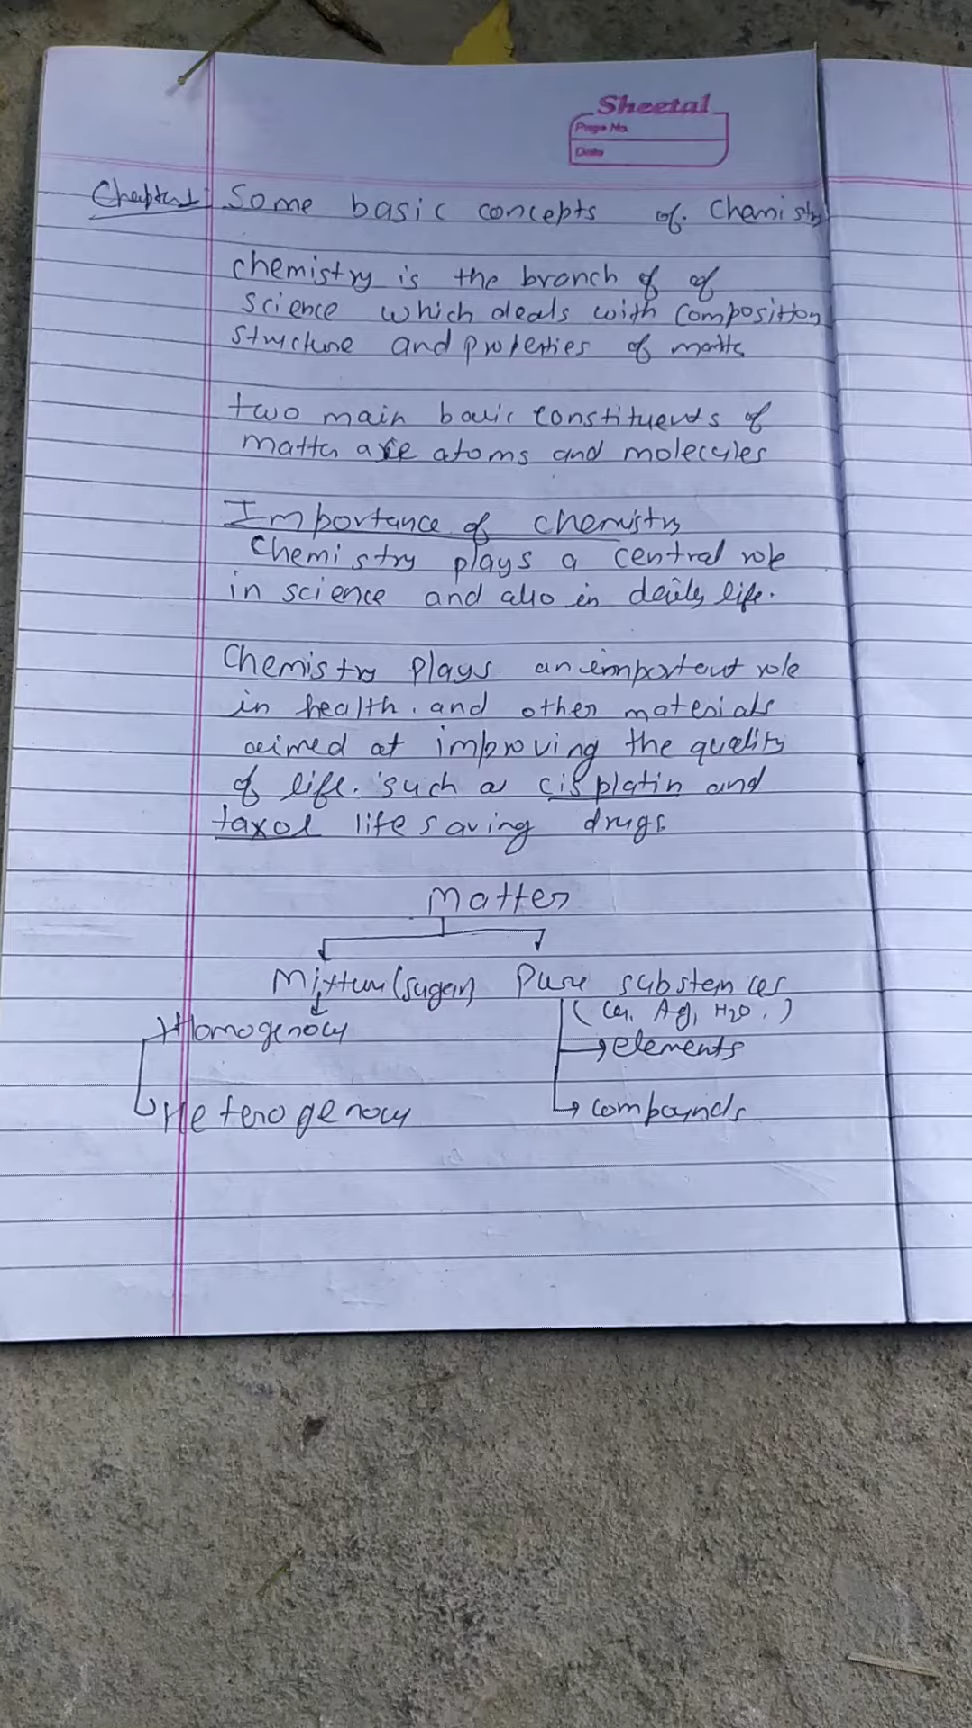 Sheetal
Page No
Date
Chapter 1 Some basic concepts of. Chemistry
chemistry is the branch of of
science which deals with composition
structure and properties of matte
two main basic constituents of
matter are atoms and molecules
Importance of chemistry
Chemistry plays a central role
in science and also in daily life.
Chemistry plays an important role
in health. and other materials
aimed at improving the quality
of life. such a cisplatin and
taxol life saving drugs
Matter
Mixture (sugar) Pure substences
(Cu, Ag, H2O,)
Homogenous
elements
Heterogenous
compounds